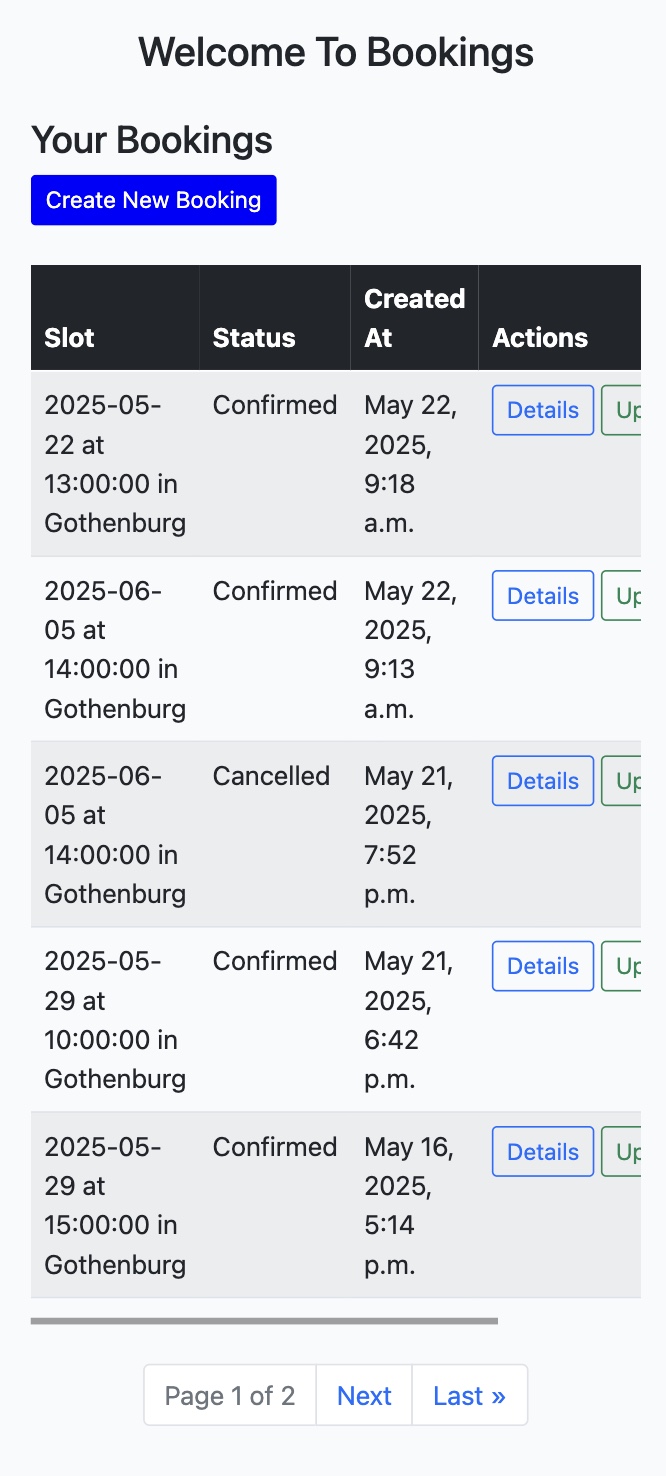 Welcome To Bookings
Your Bookings
Create New Booking
Slot Status Created At Actions
2025-05-22 at 13:00:00 in Gothenburg Confirmed May 22, 2025, 9:18 a.m. Details Up
2025-06-05 at 14:00:00 in Gothenburg Confirmed May 22, 2025, 9:13 a.m. Details Up
2025-06-05 at 14:00:00 in Gothenburg Cancelled May 21, 2025, 7:52 p.m. Details Up
2025-05-29 at 10:00:00 in Gothenburg Confirmed May 21, 2025, 6:42 p.m. Details Up
2025-05-29 at 15:00:00 in Gothenburg Confirmed May 16, 2025, 5:14 p.m. Details Up
Page 1 of 2 Next Last »